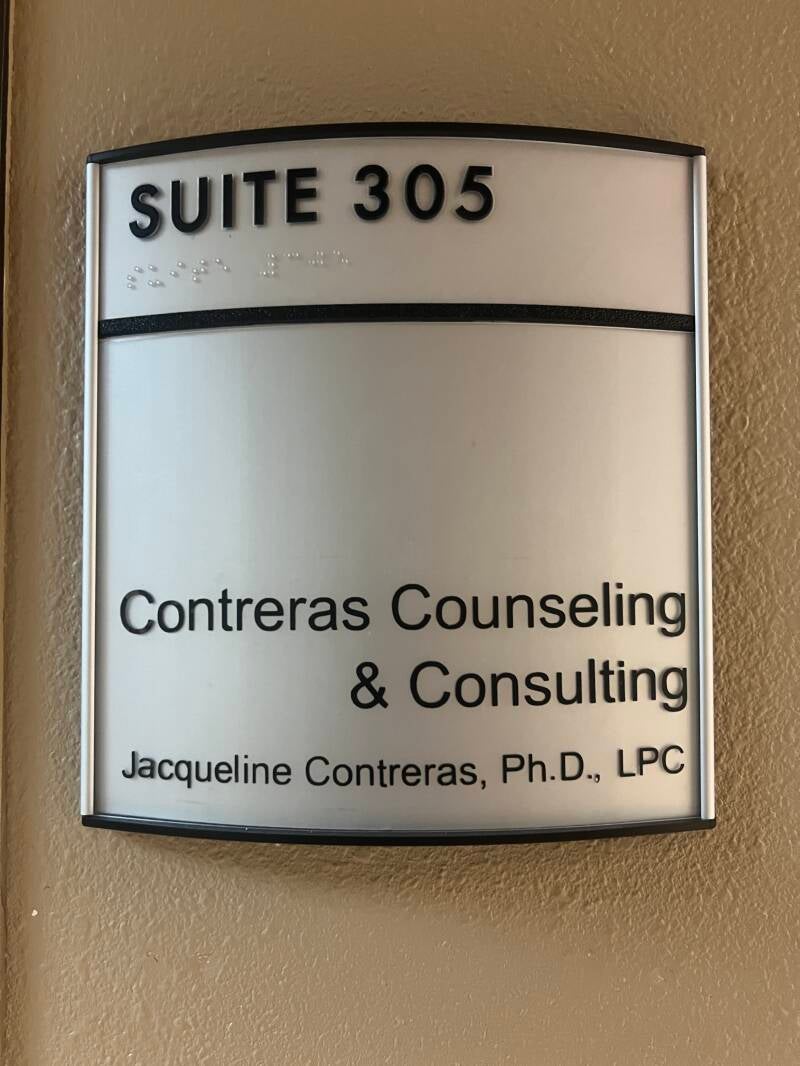 SUITE 305
Contreras Counseling
& Consulting
Jacqueline Contreras, Ph.D., LPC